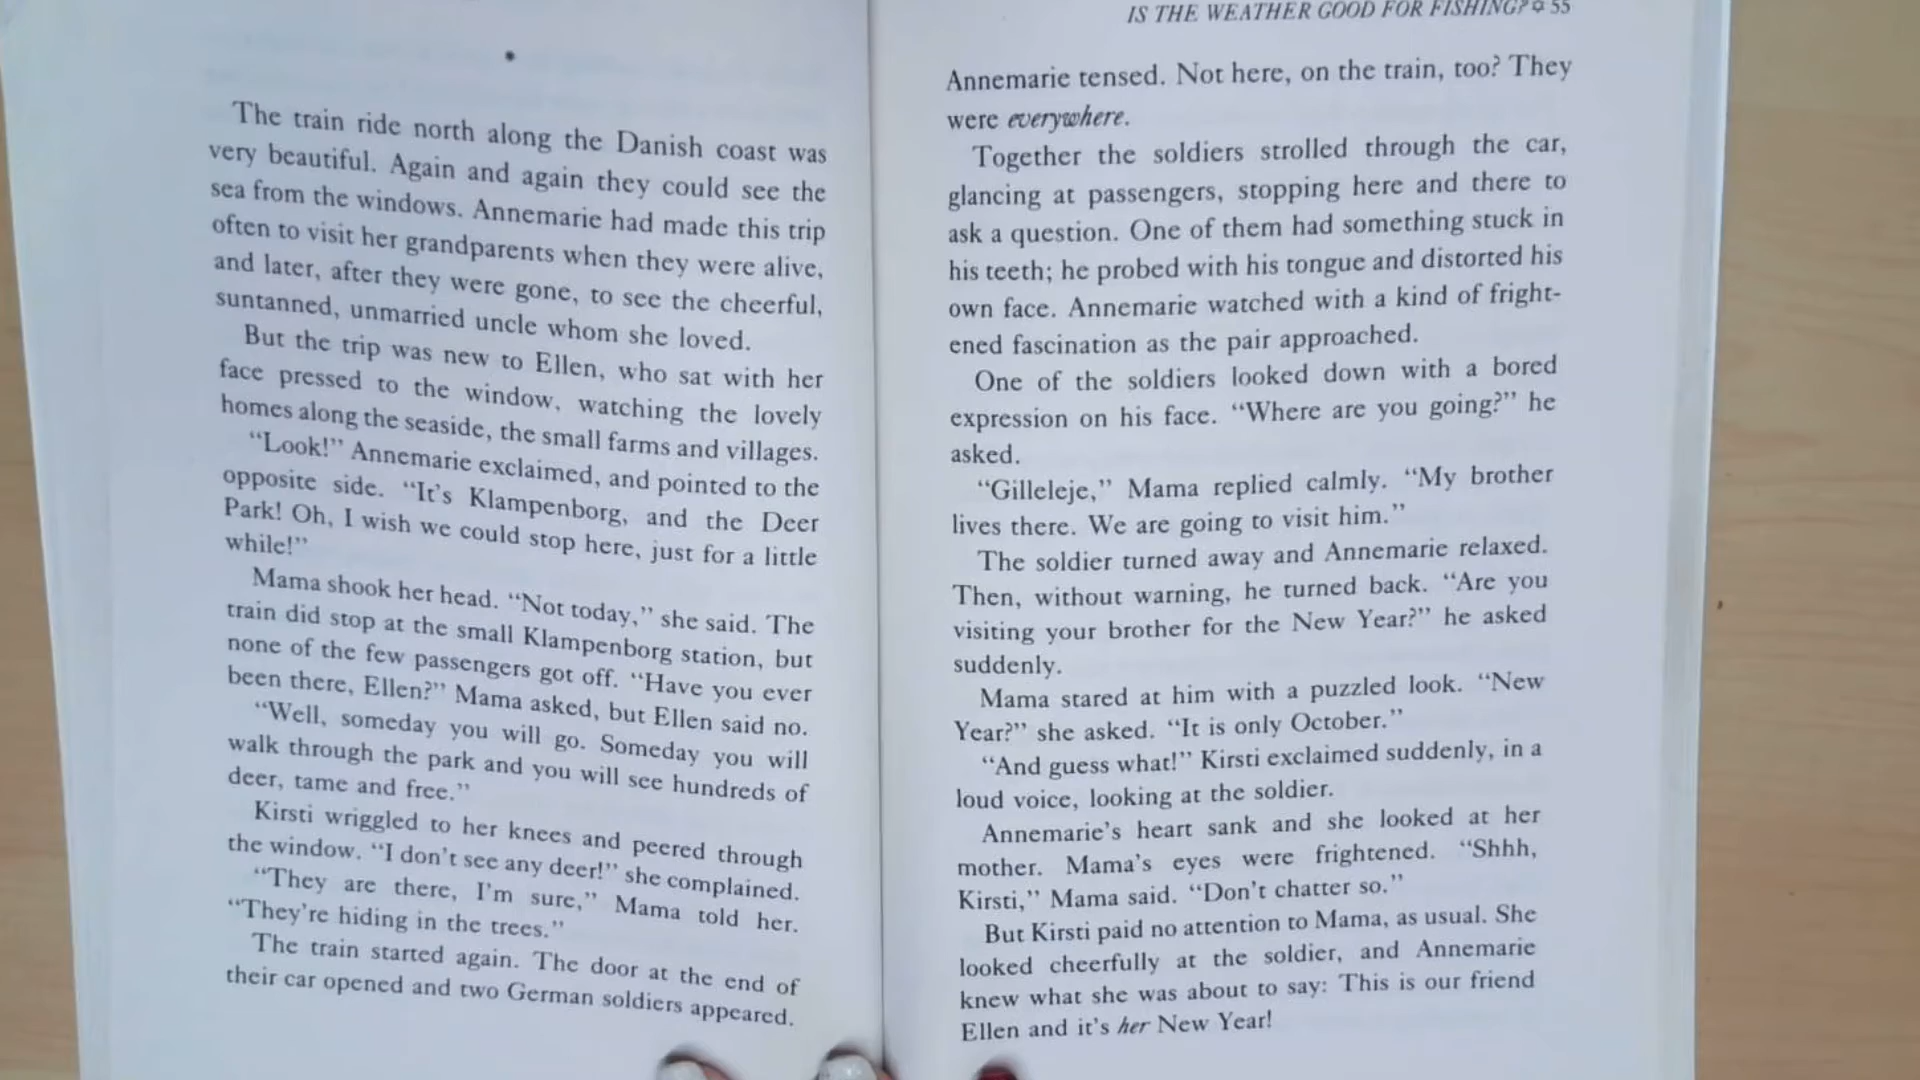 The train ride north along the Danish coast was
very beautiful. Again and again they could see the
sea from the windows. Annemarie had made this trip
often to visit her grandparents when they were alive,
and later, after they were gone, to see the cheerful,
suntanned, unmarried uncle whom she loved.
But the trip was new to Ellen, who sat with her
face pressed to the window, watching the lovely
homes along the seaside, the small farms and villages.
“Look!” Annemarie exclaimed, and pointed to the
opposite side. “It’s Klampenborg, and the Deer
Park! Oh, I wish we could stop here, just for a little
while!”
Mama shook her head. “Not today,” she said. The
train did stop at the small Klampenborg station, but
none of the few passengers got off. “Have you ever
been there, Ellen?” Mama asked, but Ellen said no.
“Well, someday you will go. Someday you will
walk through the park and you will see hundreds of
deer, tame and free.”
Kirsti wriggled to her knees and peered through
the window. “I don’t see any deer!” she complained.
“They are there, I’m sure,” Mama told her.
“They’re hiding in the trees.”
The train started again. The door at the end of
their car opened and two German soldiers appeared.
IS THE WEATHER GOOD FOR FISHING? ✡ 55
Annemarie tensed. Not here, on the train, too? They
were everywhere.
Together the soldiers strolled through the car,
glancing at passengers, stopping here and there to
ask a question. One of them had something stuck in
his teeth; he probed with his tongue and distorted his
own face. Annemarie watched with a kind of fright-
ened fascination as the pair approached.
One of the soldiers looked down with a bored
expression on his face. “Where are you going?” he
asked.
“Gilleleje,” Mama replied calmly. “My brother
lives there. We are going to visit him.”
The soldier turned away and Annemarie relaxed.
Then, without warning, he turned back. “Are you
visiting your brother for the New Year?” he asked
suddenly.
Mama stared at him with a puzzled look. “New
Year?” she asked. “It is only October.”
“And guess what!” Kirsti exclaimed suddenly, in a
loud voice, looking at the soldier.
Annemarie’s heart sank and she looked at her
mother. Mama’s eyes were frightened. “Shhh,
Kirsti,” Mama said. “Don’t chatter so.”
But Kirsti paid no attention to Mama, as usual. She
looked cheerfully at the soldier, and Annemarie
knew what she was about to say: This is our friend
Ellen and it’s her New Year!